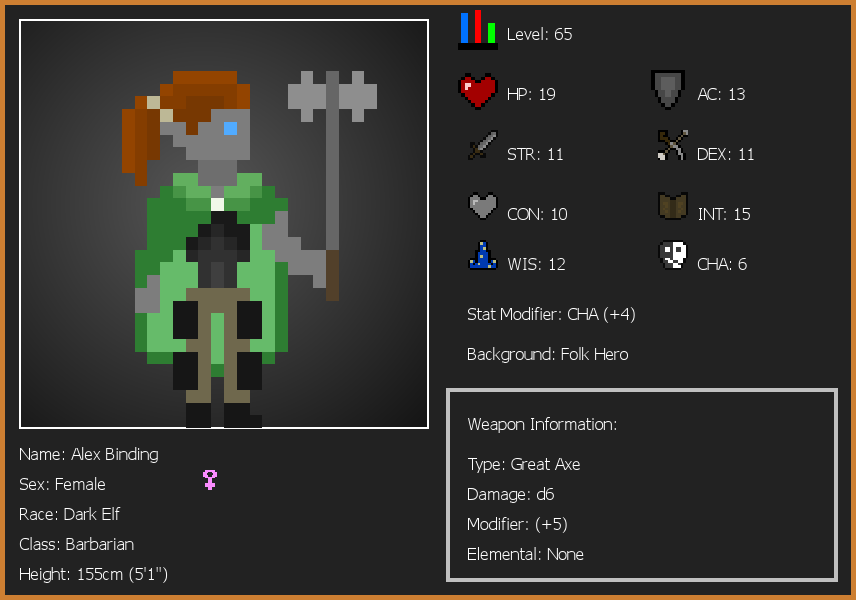 Level: 65
HP: 19
AC: 13
STR: 11
DEX: 11
CON: 10
INT: 15
WIS: 12
CHA: 6
Stat Modifier: CHA (+4)
Background: Folk Hero
Weapon Information:
Type: Great Axe
Damage: d6
Modifier: (+5)
Elemental: None
Name: Alex Binding
Sex: Female
Race: Dark Elf
Class: Barbarian
Height: 155cm (5'1")